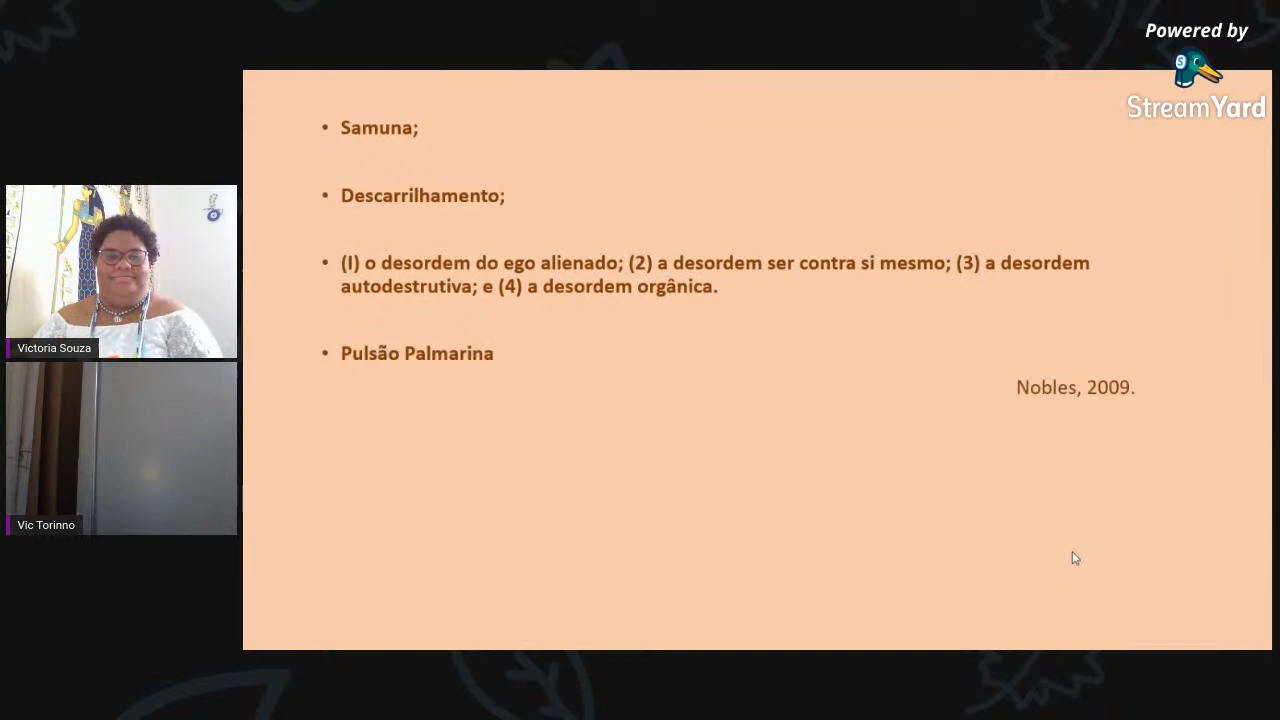 Powered by
StreamYard
• Samuna;
• Descarrilhamento;
• (I) o desordem do ego alienado; (2) a desordem ser contra si mesmo; (3) a desordem
autodestrutiva; e (4) a desordem orgânica.
• Pulsão Palmarina
Nobles, 2009.
Victoria Souza
Vic Torinno